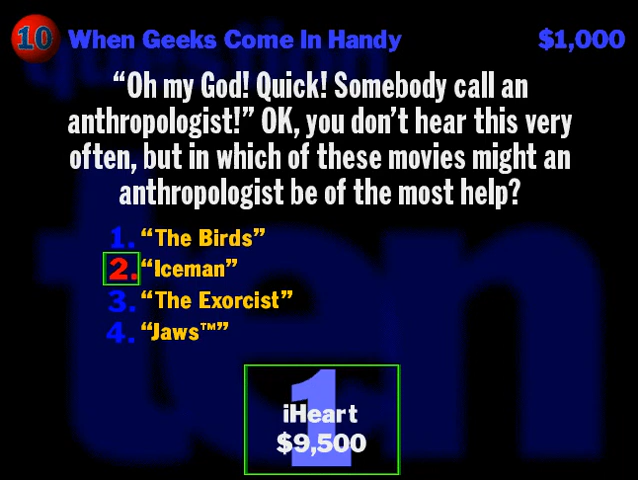 10 When Geeks Come In Handy $1,000
question
“Oh my God! Quick! Somebody call an
anthropologist!” OK, you don’t hear this very
often, but in which of these movies might an
anthropologist be of the most help?
1. “The Birds”
2. “Iceman”
3. “The Exorcist”
4. “Jaws™”
ten
1
iHeart
$9,500